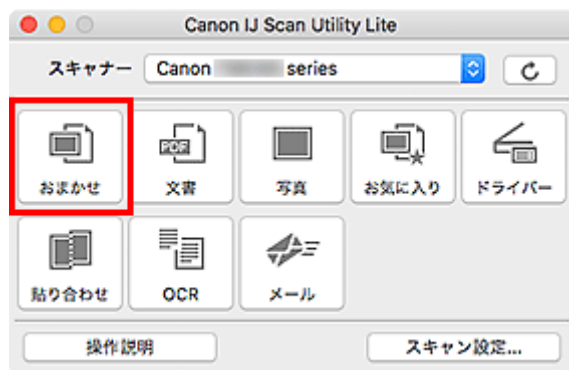 Canon IJ Scan Utility Lite
スキャナー Canon series
PDF
おまかせ 文書 写真 お気に入り ドライバー
貼り合わせ OCR メール
操作説明 スキャン設定...